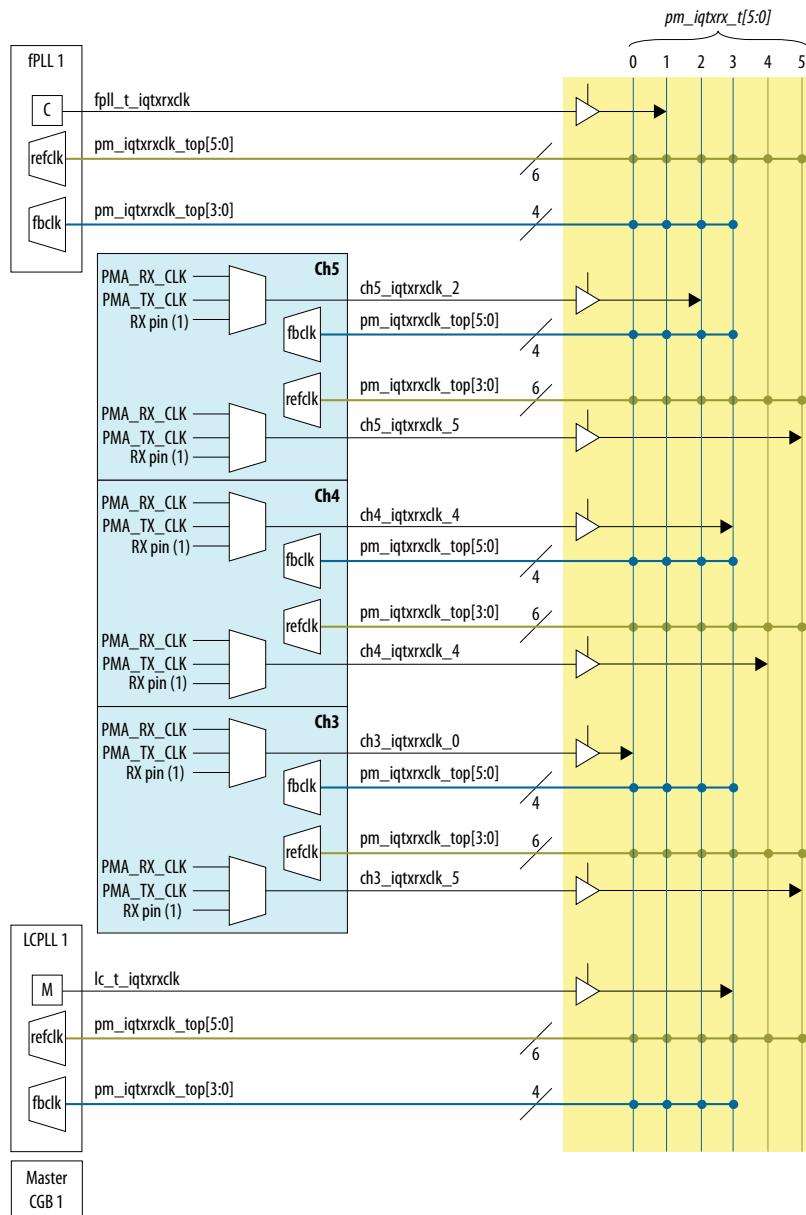 pm_iqtxrx_t[5:0]
0 1 2 3 4 5
fPLL 1
C
fpll_t_iqtxrxclk
refclk
pm_iqtxrxclk_top[5:0]
6
fbclk
pm_iqtxrxclk_top[3:0]
4
Ch5
PMA_RX_CLK
PMA_TX_CLK
RX pin (1)
ch5_iqtxrxclk_2
fbclk
pm_iqtxrxclk_top[5:0]
4
refclk
pm_iqtxrxclk_top[3:0]
6
PMA_RX_CLK
PMA_TX_CLK
RX pin (1)
ch5_iqtxrxclk_5
Ch4
PMA_RX_CLK
PMA_TX_CLK
RX pin (1)
ch4_iqtxrxclk_4
fbclk
pm_iqtxrxclk_top[5:0]
4
refclk
pm_iqtxrxclk_top[3:0]
6
PMA_RX_CLK
PMA_TX_CLK
RX pin (1)
ch4_iqtxrxclk_4
Ch3
PMA_RX_CLK
PMA_TX_CLK
RX pin (1)
ch3_iqtxrxclk_0
fbclk
pm_iqtxrxclk_top[5:0]
4
refclk
pm_iqtxrxclk_top[3:0]
6
PMA_RX_CLK
PMA_TX_CLK
RX pin (1)
ch3_iqtxrxclk_5
LCPLL 1
M
lc_t_iqtxrxclk
refclk
pm_iqtxrxclk_top[5:0]
6
fbclk
pm_iqtxrxclk_top[3:0]
4
Master
CGB 1